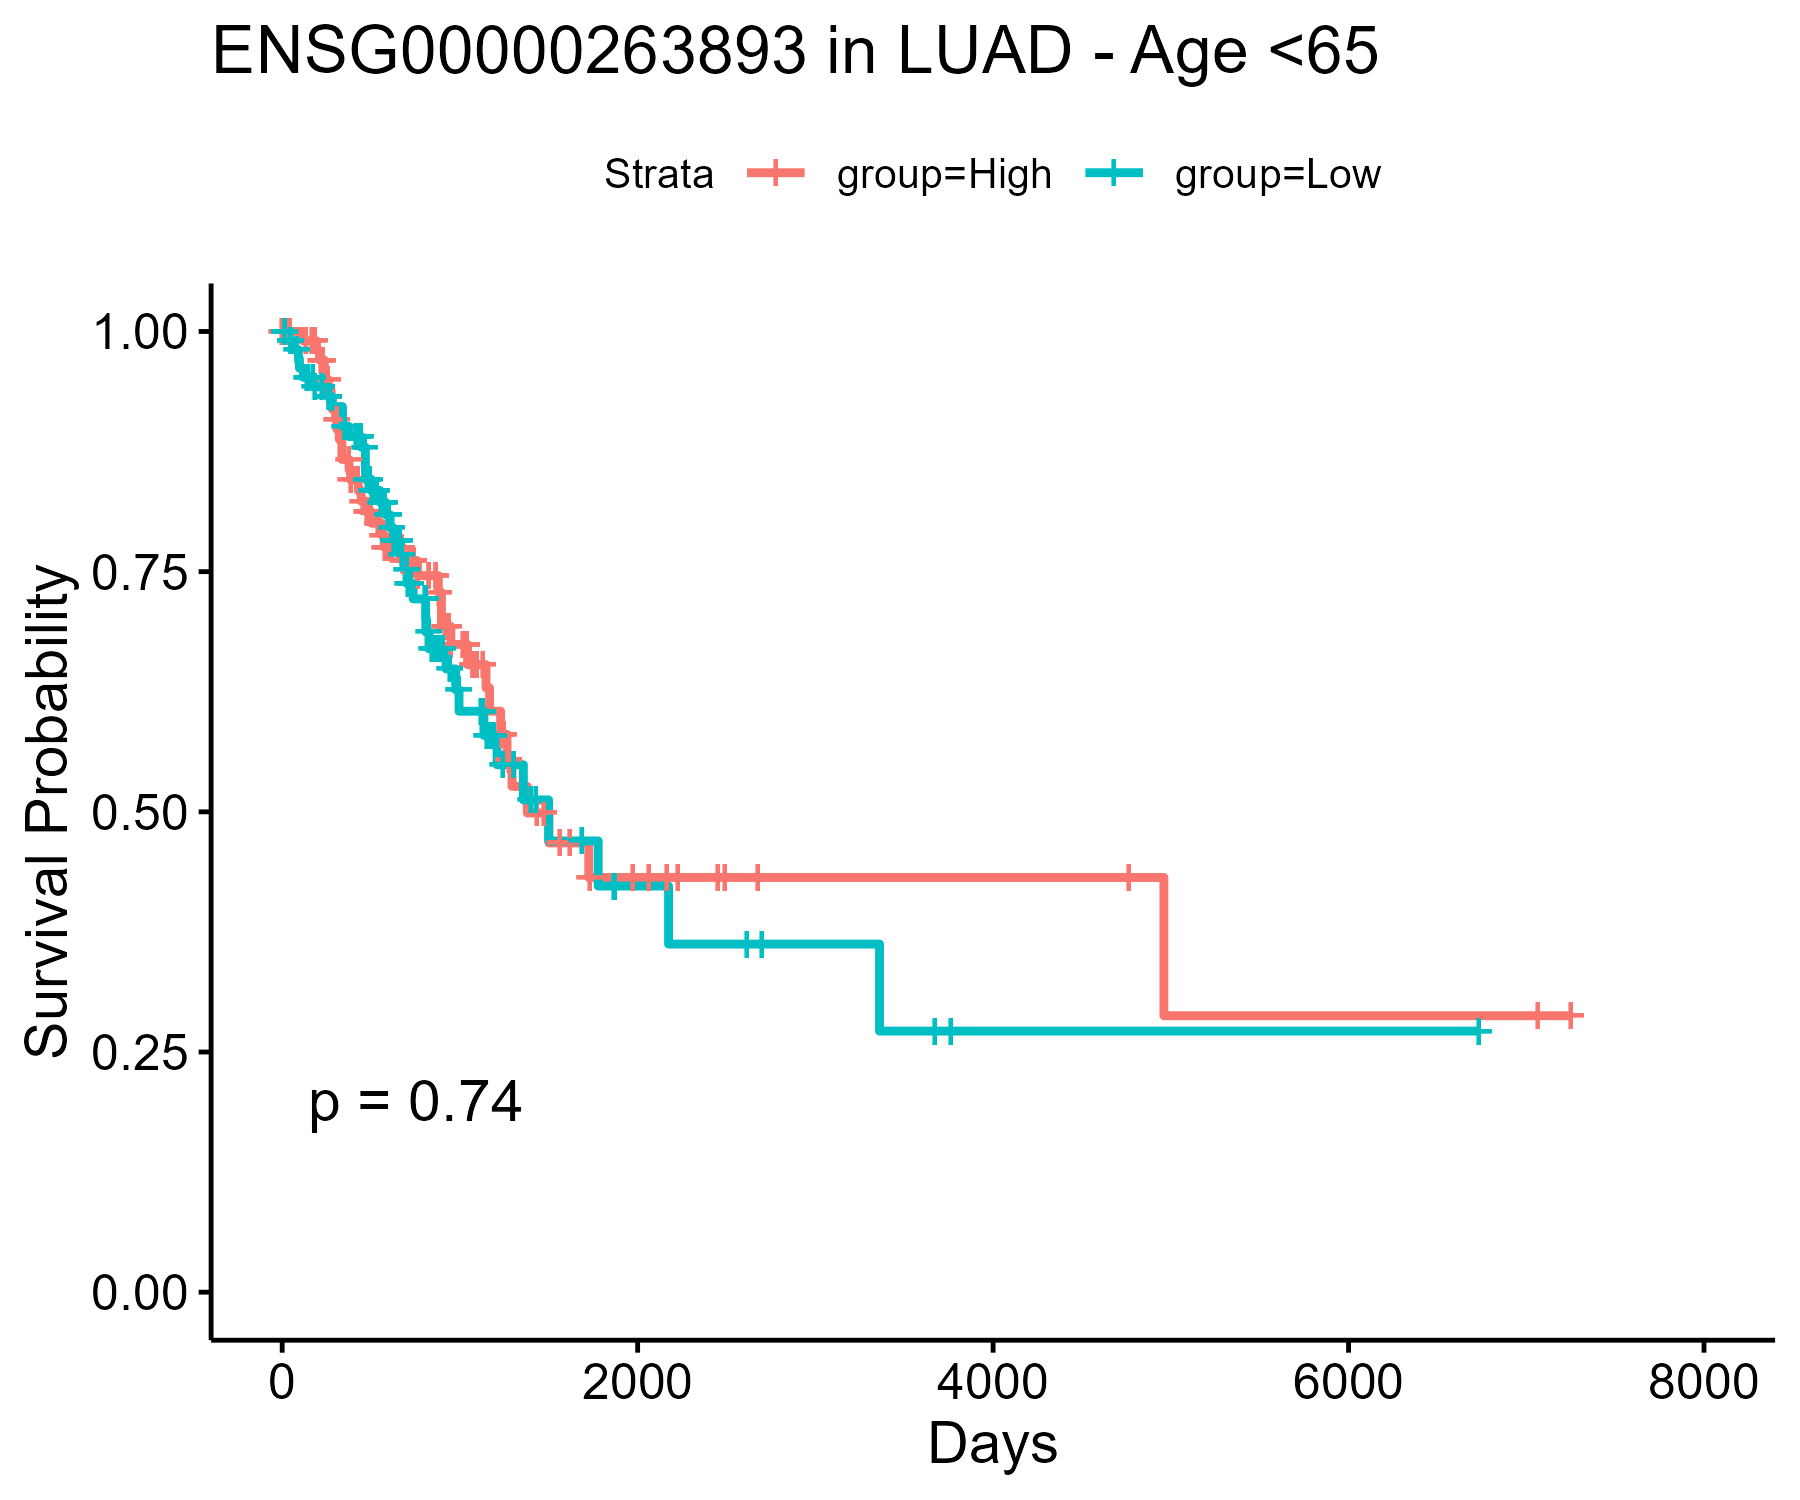 ENSG00000263893 in LUAD - Age <65
Strata group=High group=Low
1.00
0.75
0.50
0.25
0.00
Survival Probability
p = 0.74
0 2000 4000 6000 8000
Days